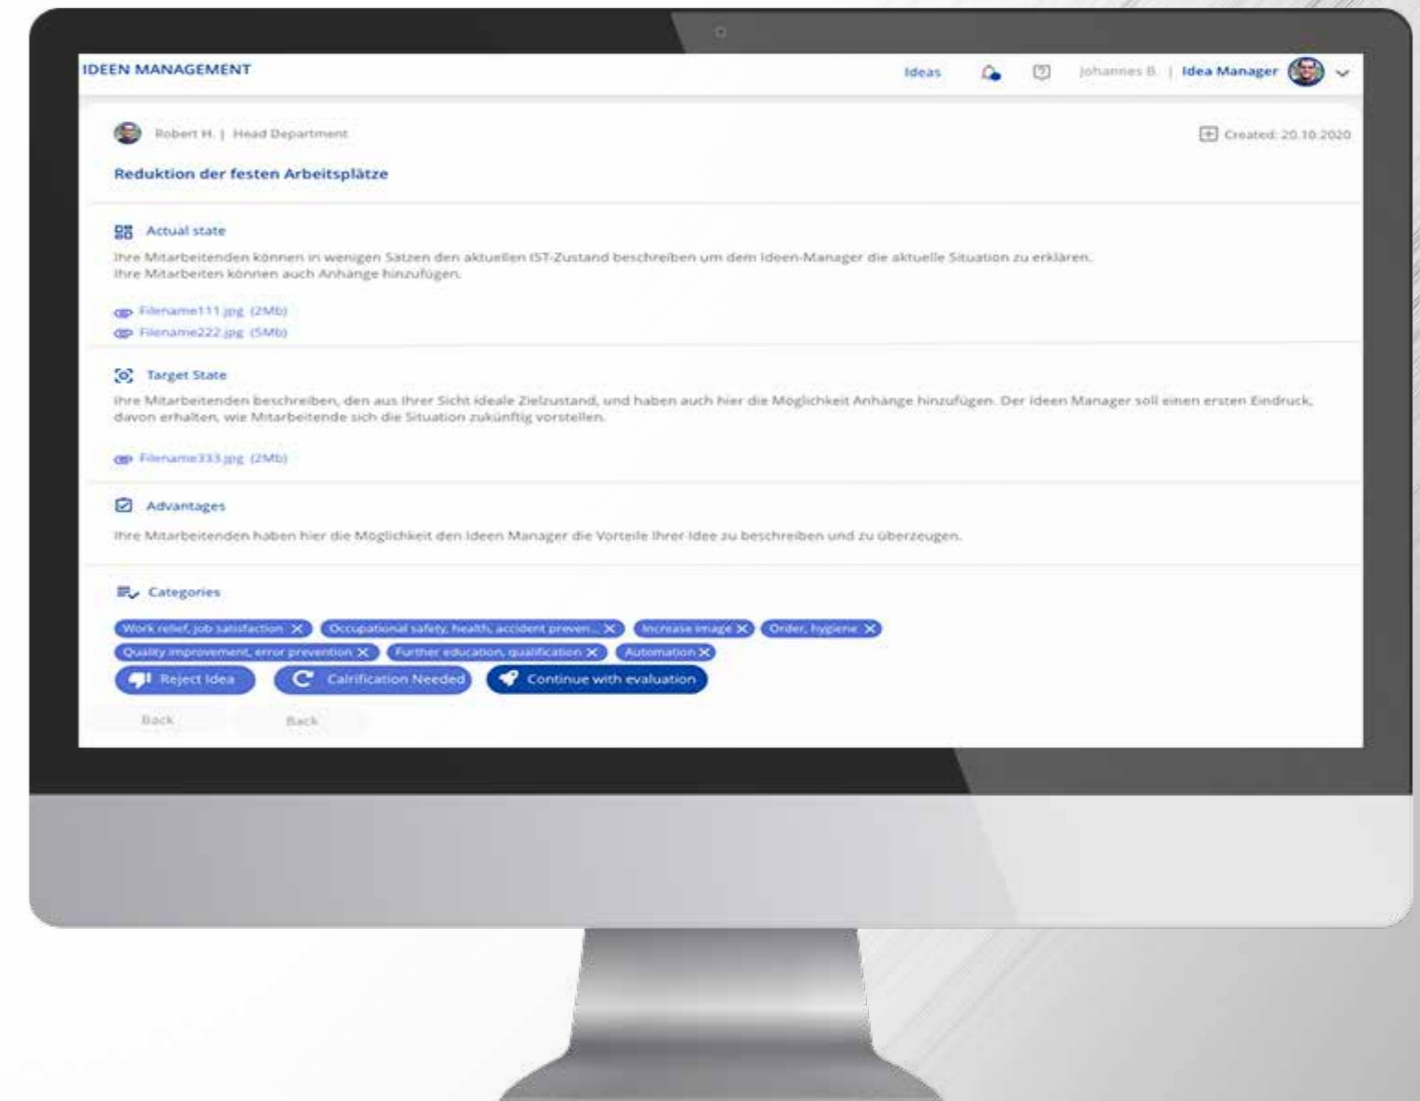 IDEEN MANAGEMENT
Ideas
Johannes B. | Idea Manager
Robert H. | Head Department
Created: 20.10.2020
Reduktion der festen Arbeitsplätze
Actual state
Ihre Mitarbeitenden können in wenigen Sätzen den aktuellen IST-Zustand beschreiben um dem Ideen-Manager die aktuelle Situation zu erklären.
Ihre Mitarbeiten können auch Anhänge hinzufügen.
Filename111.jpg (2Mb)
Filename222.jpg (5Mb)
Target State
Ihre Mitarbeitenden beschreiben, den aus Ihrer Sicht ideale Zielzustand, und haben auch hier die Möglichkeit Anhänge hinzufügen. Der Ideen Manager soll einen ersten Eindruck,
davon erhalten, wie Mitarbeitende sich die Situation zukünftig vorstellen.
Filename333.jpg (2Mb)
Advantages
Ihre Mitarbeitenden haben hier die Möglichkeit den Ideen Manager die Vorteile Ihrer Idee zu beschreiben und zu überzeugen.
Categories
Work relief, job satisfaction X Occupational safety, health, accident preven... X Increase image X Order, hygiene X
Quality improvement, error prevention X Further education, qualification X Automation X
Reject Idea Calrification Needed Continue with evaluation
Back Back